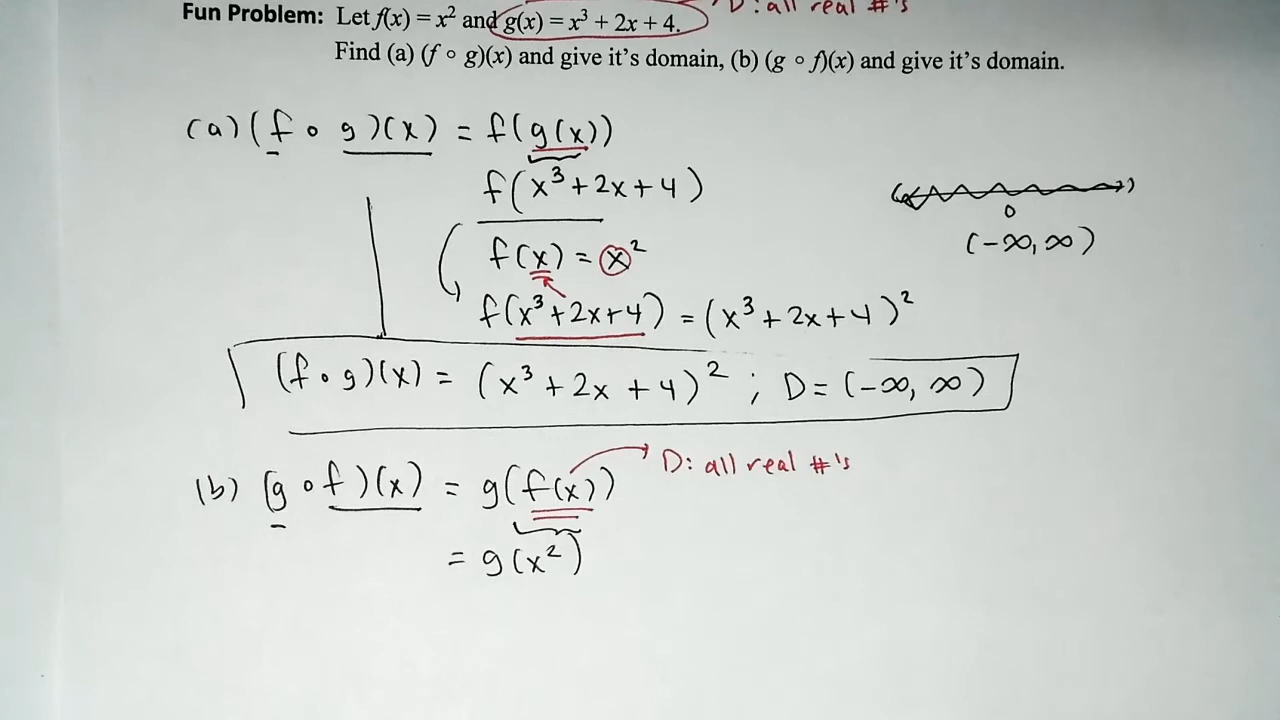 D: all real #'s
Fun Problem: Let f(x) = x² and g(x) = x³ + 2x + 4.
Find (a) (f ∘ g)(x) and give it's domain, (b) (g ∘ f)(x) and give it's domain.
(a) (f ∘ g)(x) = f(g(x))
f(x³ + 2x + 4)
0
(-∞, ∞)
f(x) = x²
f(x³ + 2x + 4) = (x³ + 2x + 4)²
(f ∘ g)(x) = (x³ + 2x + 4)² ; D = (-∞, ∞)
D: all real #'s
(b) (g ∘ f)(x) = g(f(x))
= g(x²)